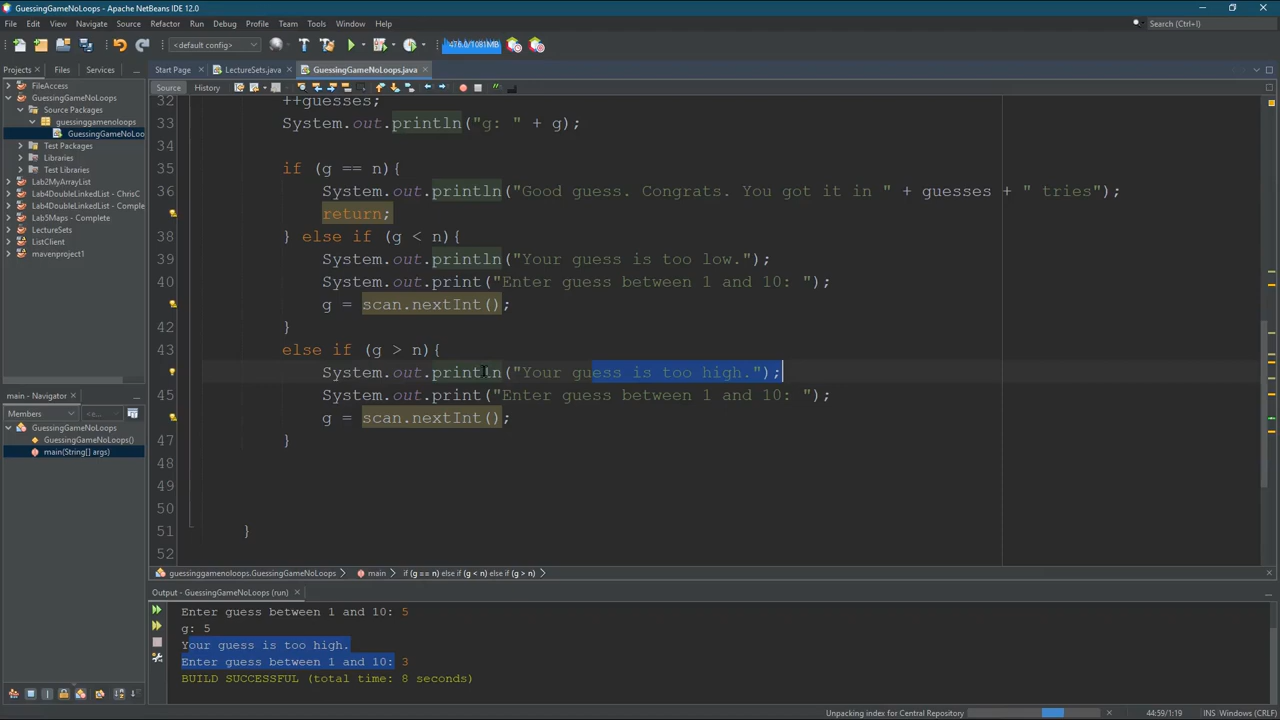 GuessingGameNoLoops - Apache NetBeans IDE 12.0
File Edit View Navigate Source Refactor Run Debug Profile Team Tools Window Help
Search (Ctrl+I)
<default config>
476.0/1081MB
Projects Files Services
Start Page LectureSets.java GuessingGameNoLoops.java
Source History
FileAccess
GuessingGameNoLoops
Source Packages
guessinggamenoloops
GuessingGameNoLoo
Test Packages
Libraries
Test Libraries
Lab2MyArrayList
Lab4DoubleLinkedList - ChrisC
Lab4DoubleLinkedList - Comple
Lab5Maps - Complete
LectureSets
ListClient
mavenproject1
main - Navigator
Members <e...
GuessingGameNoLoops
GuessingGameNoLoops()
main(String[] args)
32 ++guesses;
33 System.out.println("g: " + g);
34
35 if (g == n){
36 System.out.println("Good guess. Congrats. You got it in " + guesses + " tries");
return;
38 } else if (g < n){
39 System.out.println("Your guess is too low.");
40 System.out.print("Enter guess between 1 and 10: ");
g = scan.nextInt();
42 }
43 else if (g > n){
System.out.println("Your guess is too high.");
45 System.out.print("Enter guess between 1 and 10: ");
g = scan.nextInt();
47 }
48
49
50
51 }
52
guessinggamenoloops.GuessingGameNoLoops main if (g == n) else if (g < n) else if (g > n)
Output - GuessingGameNoLoops (run)
Enter guess between 1 and 10: 5
g: 5
Your guess is too high.
Enter guess between 1 and 10: 3
BUILD SUCCESSFUL (total time: 8 seconds)
Unpacking index for Central Repository 44:59/1:19 INS Windows (CRLF)